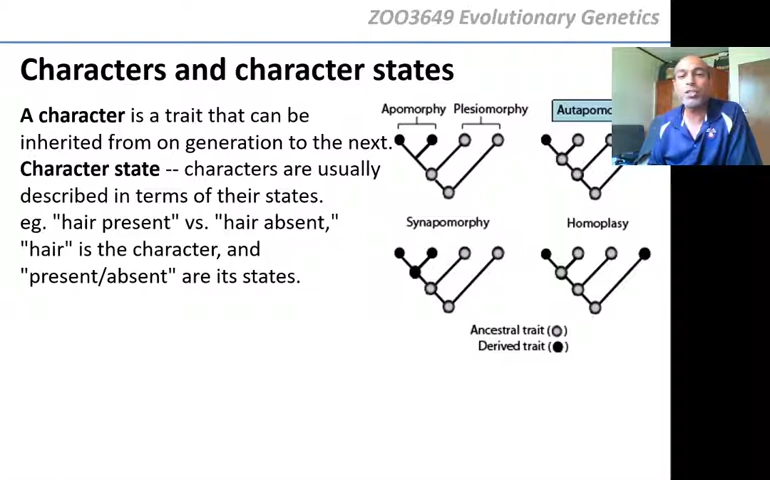 ZOO3649 Evolutionary Genetics
Characters and character states
A character is a trait that can be
inherited from on generation to the next.
Character state -- characters are usually
described in terms of their states.
eg. "hair present" vs. "hair absent,"
"hair" is the character, and
"present/absent" are its states.
Apomorphy Plesiomorphy
Autapomo
Synapomorphy
Homoplasy
Ancestral trait ( )
Derived trait ( )